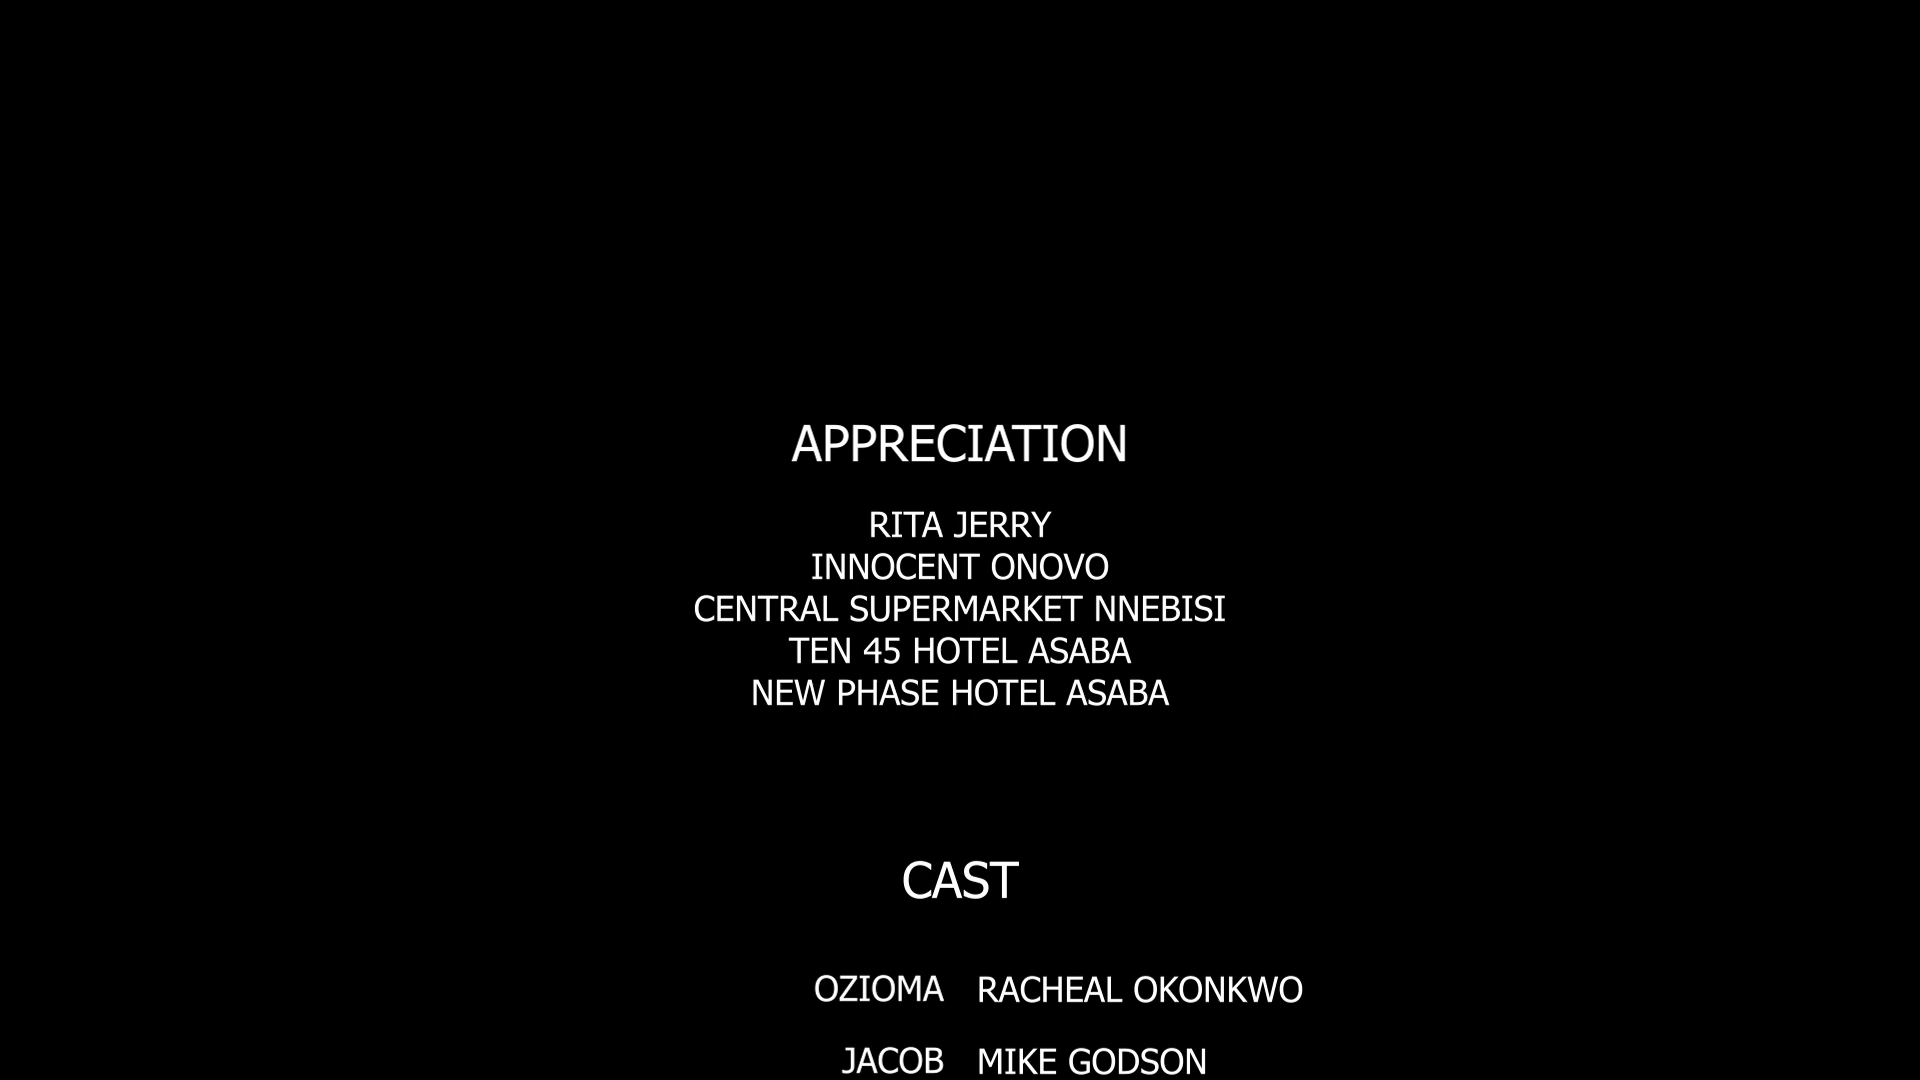 APPRECIATION
RITA JERRY
INNOCENT ONOVO
CENTRAL SUPERMARKET NNEBISI
TEN 45 HOTEL ASABA
NEW PHASE HOTEL ASABA
CAST
OZIOMA RACHEAL OKONKWO
JACOB MIKE GODSON